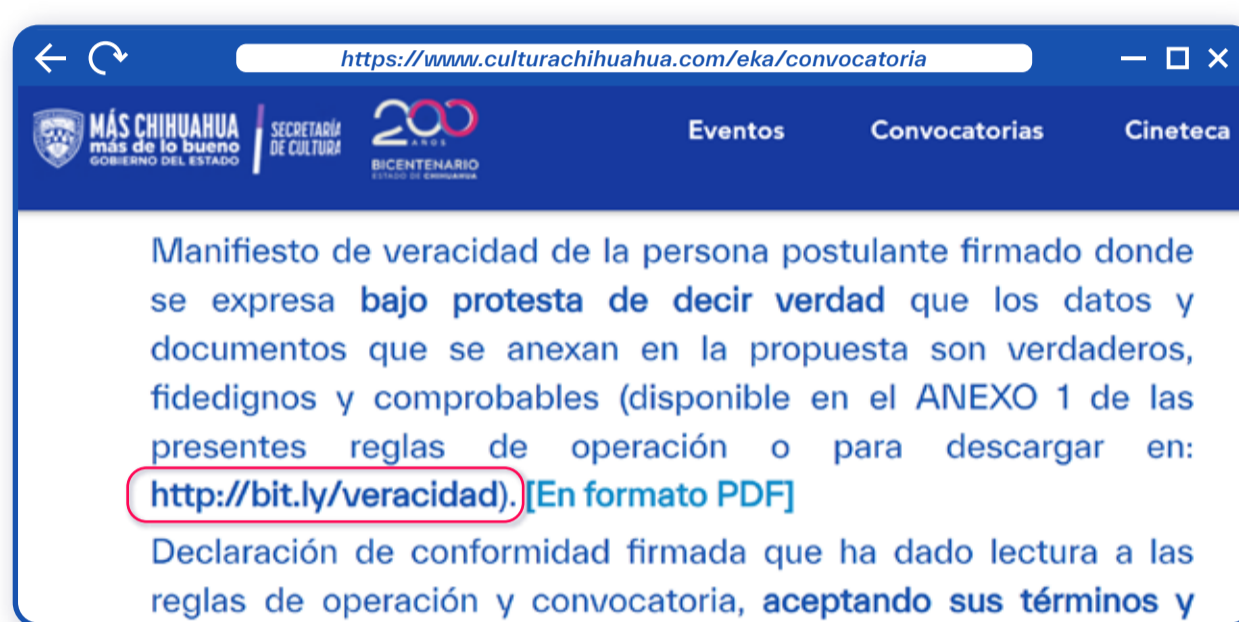 https://www.culturachihuahua.com/eka/convocatoria
MÁS CHIHUAHUA
más de lo bueno
GOBIERNO DEL ESTADO
SECRETARÍA
DE CULTURA
200
AÑOS
BICENTENARIO
ESTADO DE CHIHUAHUA
Eventos Convocatorias Cineteca
Manifiesto de veracidad de la persona postulante firmado donde
se expresa bajo protesta de decir verdad que los datos y
documentos que se anexan en la propuesta son verdaderos,
fidedignos y comprobables (disponible en el ANEXO 1 de las
presentes reglas de operación o para descargar en:
http://bit.ly/veracidad). [En formato PDF]
Declaración de conformidad firmada que ha dado lectura a las
reglas de operación y convocatoria, aceptando sus términos y